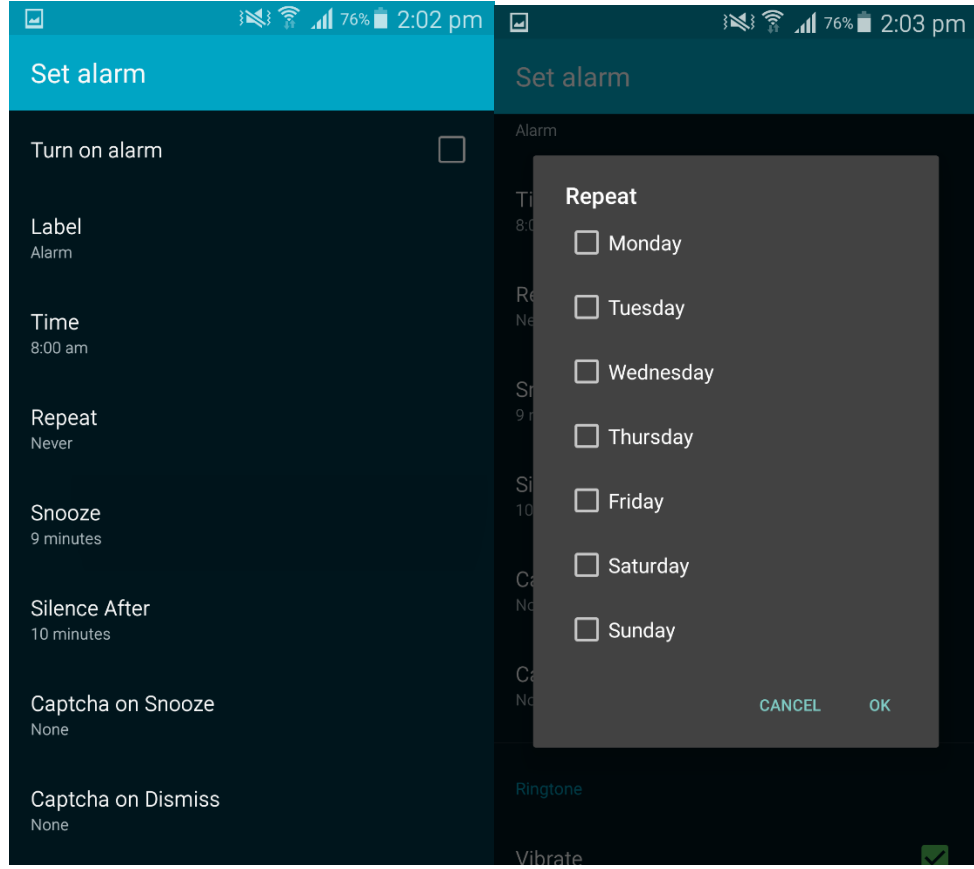 76% 2:02 pm
Set alarm
Turn on alarm
Label
Alarm
Time
8:00 am
Repeat
Never
Snooze
9 minutes
Silence After
10 minutes
Captcha on Snooze
None
Captcha on Dismiss
None
76% 2:03 pm
Set alarm
Alarm
Repeat
Monday
Tuesday
Wednesday
Thursday
Friday
Saturday
Sunday
CANCEL OK
Ringtone
Vibrate